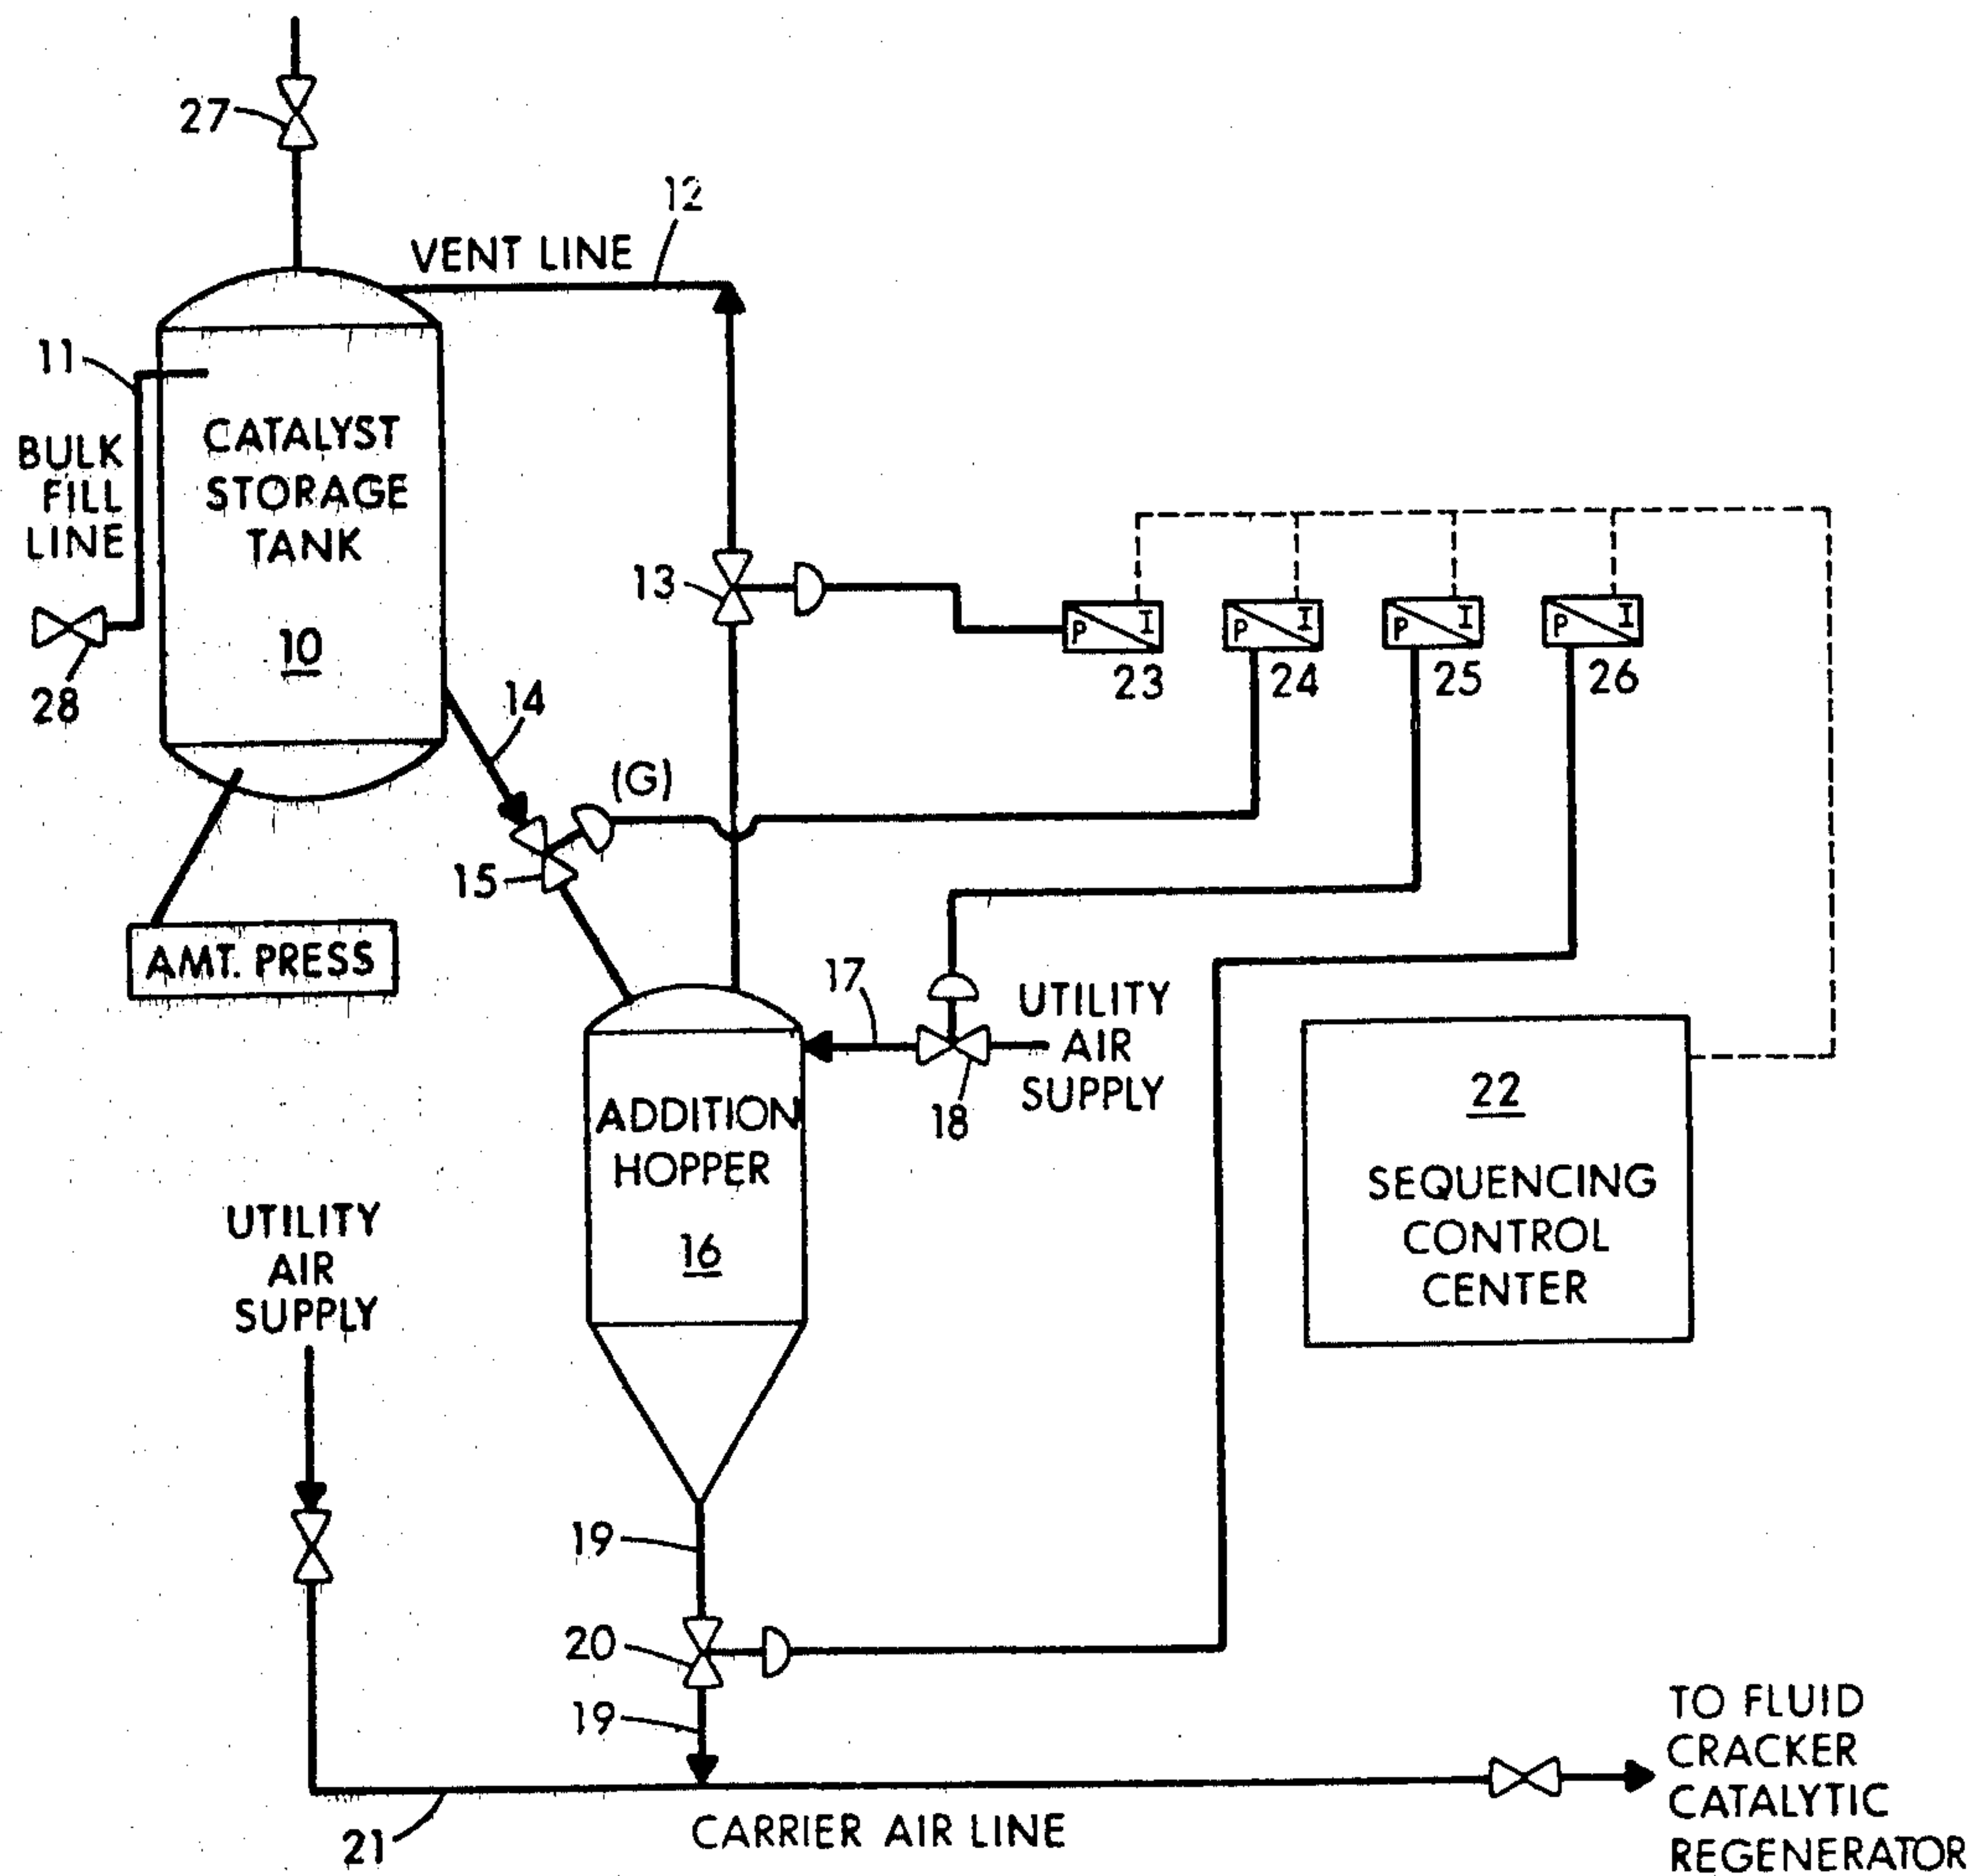 27
12
VENT LINE
11
BULK
FILL
LINE
CATALYST
STORAGE
TANK
10
28
13
P I
23
P I
24
P I
25
P I
26
14
(G)
15
AMT. PRESS
17
UTILITY
AIR
SUPPLY
18
ADDITION
HOPPER
16
22
SEQUENCING
CONTROL
CENTER
UTILITY
AIR
SUPPLY
19
20
19
21
CARRIER AIR LINE
TO FLUID
CRACKER
CATALYTIC
REGENERATOR